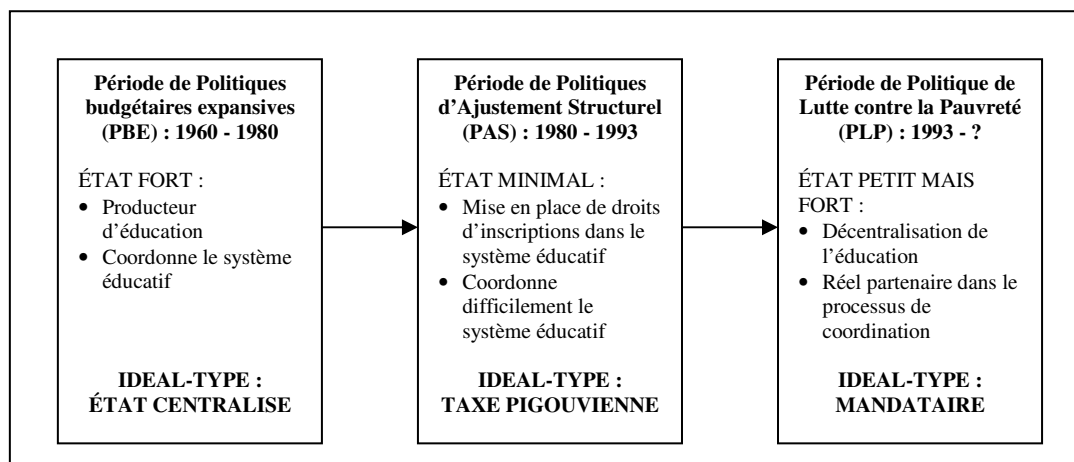 Période de Politiques
budgétaires expansives
(PBE) : 1960 - 1980
ÉTAT FORT :
• Producteur
d’éducation
• Coordonne le système
éducatif
IDEAL-TYPE :
ÉTAT CENTRALISE
Période de Politiques
d’Ajustement Structurel
(PAS) : 1980 - 1993
ÉTAT MINIMAL :
• Mise en place de droits
d’inscriptions dans le
système éducatif
• Coordonne
difficilement le
système éducatif
IDEAL-TYPE :
TAXE PIGOUVIENNE
Période de Politique de
Lutte contre la Pauvreté
(PLP) : 1993 - ?
ÉTAT PETIT MAIS
FORT :
• Décentralisation de
l’éducation
• Réel partenaire dans le
processus de
coordination
IDEAL-TYPE :
MANDATAIRE